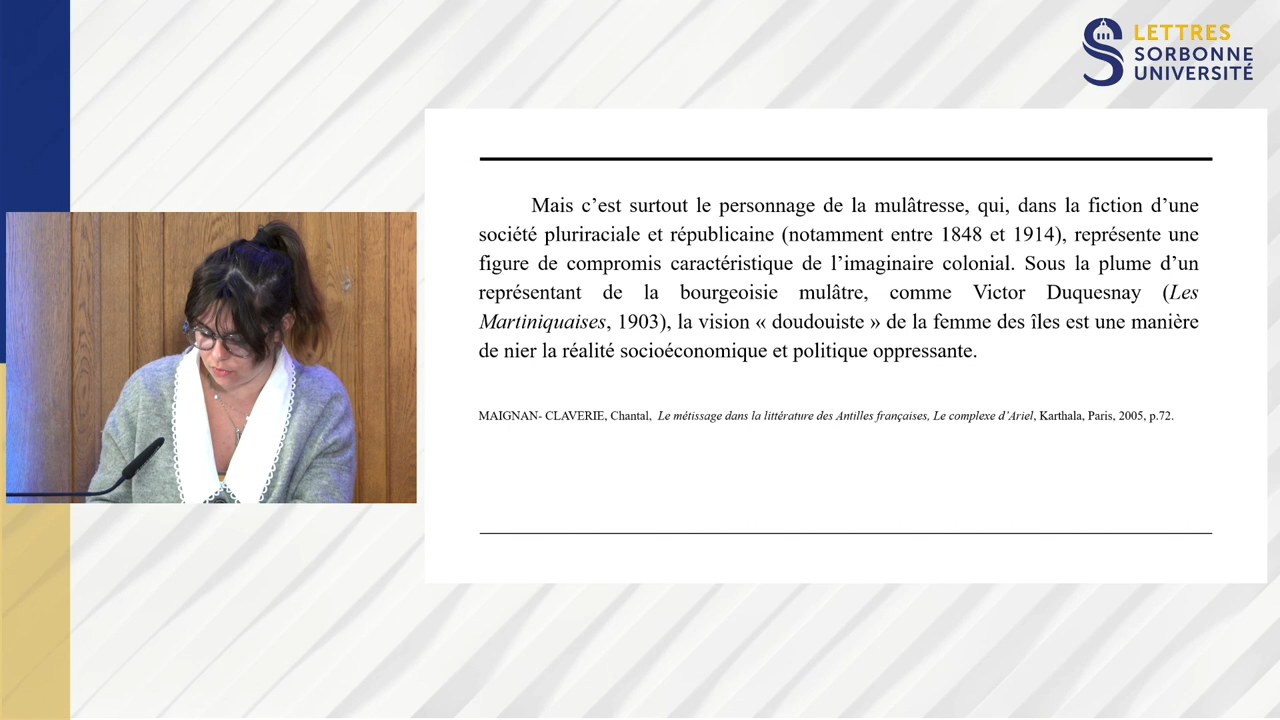 LETTRES
SORBONNE
UNIVERSITÉ
Mais c’est surtout le personnage de la mulâtresse, qui, dans la fiction d’une
société pluriraciale et républicaine (notamment entre 1848 et 1914), représente une
figure de compromis caractéristique de l’imaginaire colonial. Sous la plume d’un
représentant de la bourgeoisie mulâtre, comme Victor Duquesnay (Les
Martiniquaises, 1903), la vision « doudouiste » de la femme des îles est une manière
de nier la réalité socioéconomique et politique oppressante.
MAIGNAN- CLAVERIE, Chantal, Le métissage dans la littérature des Antilles françaises, Le complexe d’Ariel, Karthala, Paris, 2005, p.72.